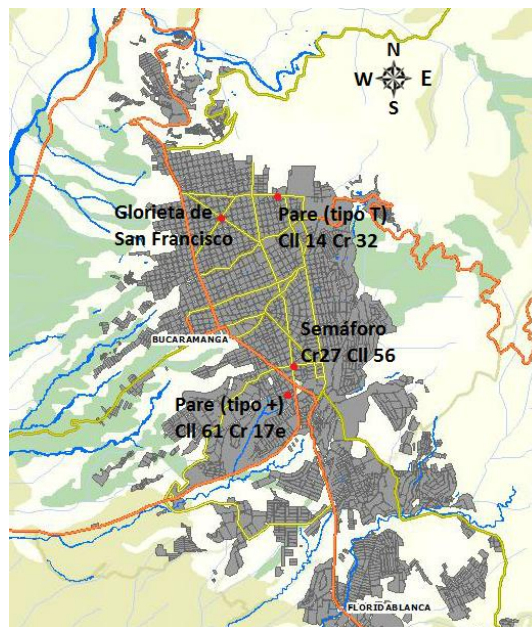 N
W E
S
Glorieta de
San Francisco
Pare (tipo T)
Cll 14 Cr 32
Semáforo
Cr27 Cll 56
BUCARAMANGA
Pare (tipo +)
Cll 61 Cr 17e
FLORIDABLANCA